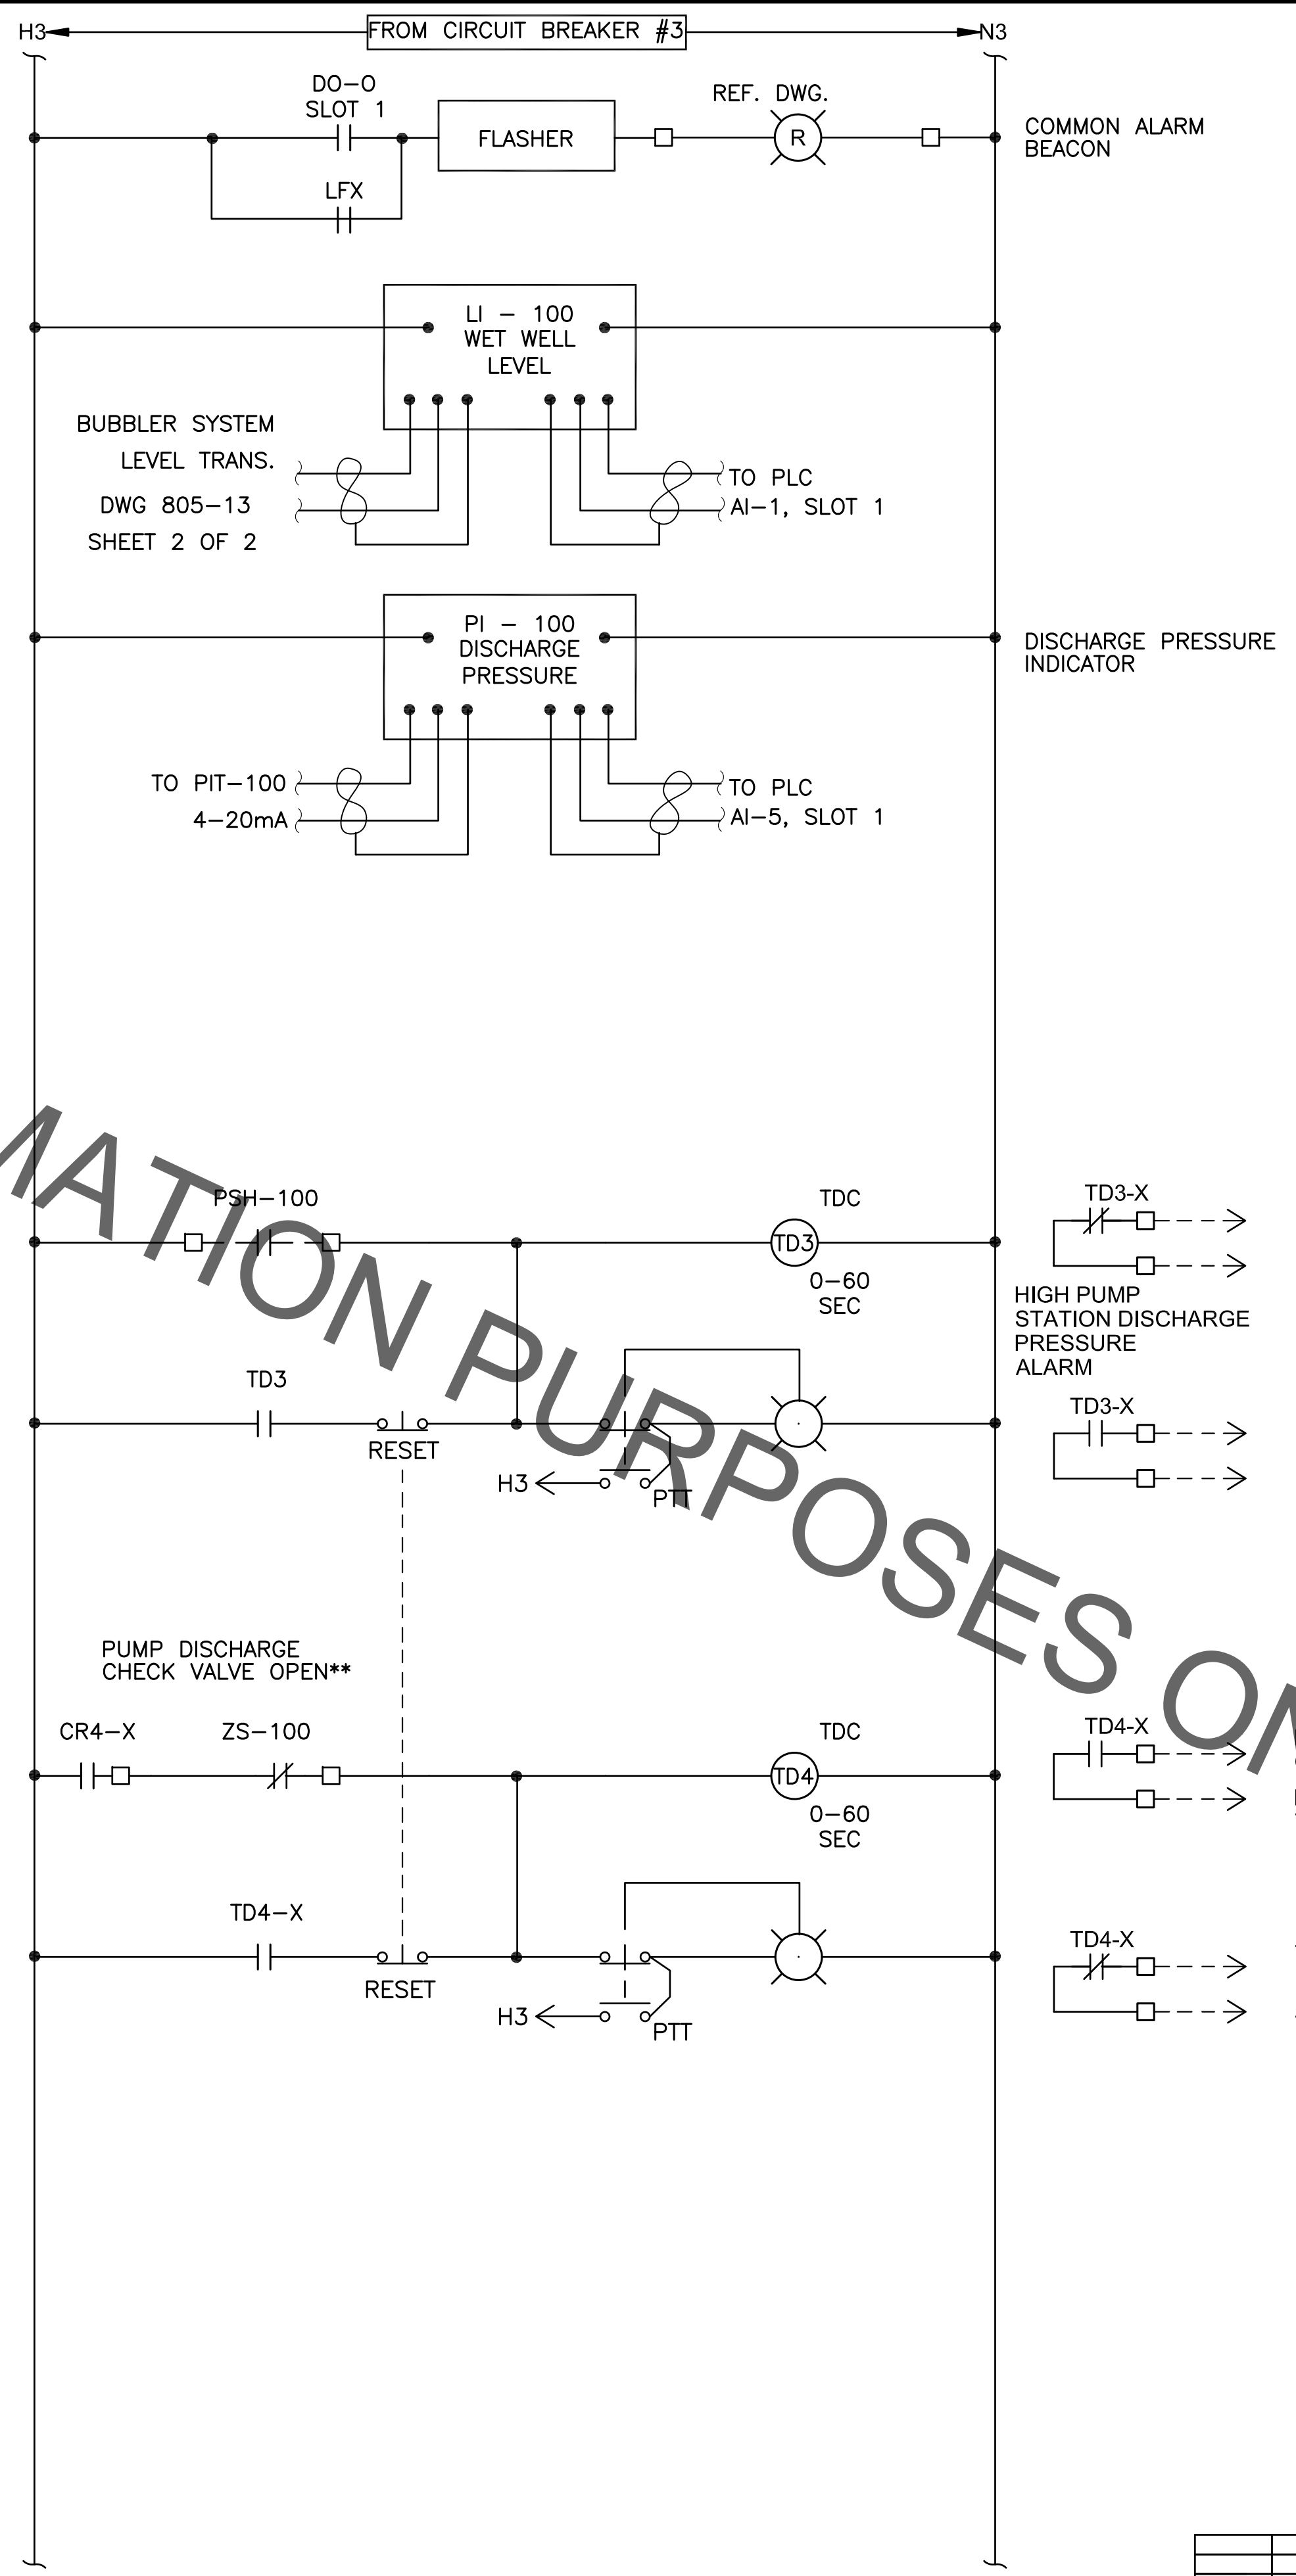 H3
FROM CIRCUIT BREAKER #3
N3
DO-O
SLOT 1
FLASHER
REF. DWG.
R
COMMON ALARM
BEACON
LFX
LI - 100
WET WELL
LEVEL
BUBBLER SYSTEM
LEVEL TRANS.
DWG 805-13
SHEET 2 OF 2
TO PLC
AI-1, SLOT 1
PI - 100
DISCHARGE
PRESSURE
DISCHARGE PRESSURE
INDICATOR
TO PIT-100
4-20mA
TO PLC
AI-5, SLOT 1
MATION PURPOSES ON
PSH-100
TDC
TD3
0-60
SEC
TD3-X
HIGH PUMP
STATION DISCHARGE
PRESSURE
ALARM
TD3
RESET
H3
PTT
TD3-X
PUMP DISCHARGE
CHECK VALVE OPEN**
CR4-X
ZS-100
TDC
TD4
0-60
SEC
TD4-X
TD4-X
RESET
H3
PTT
TD4-X